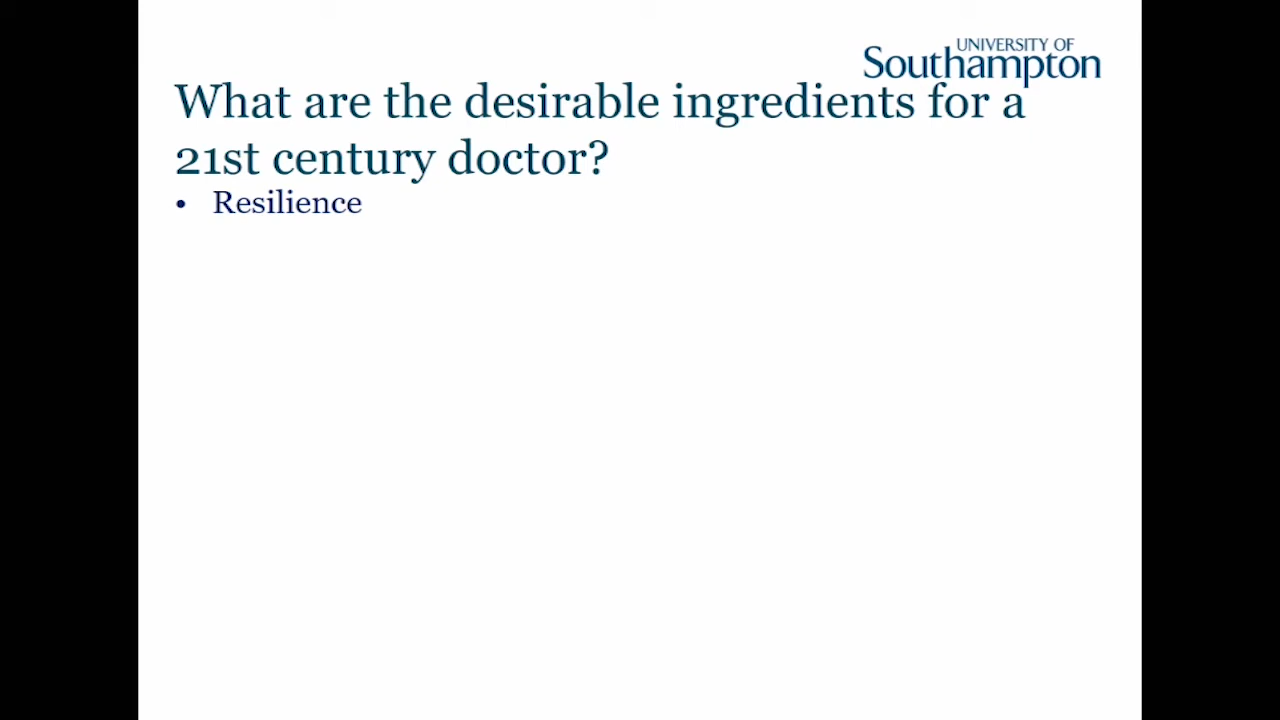 UNIVERSITY OF
Southampton
What are the desirable ingredients for a
21st century doctor?
• Resilience